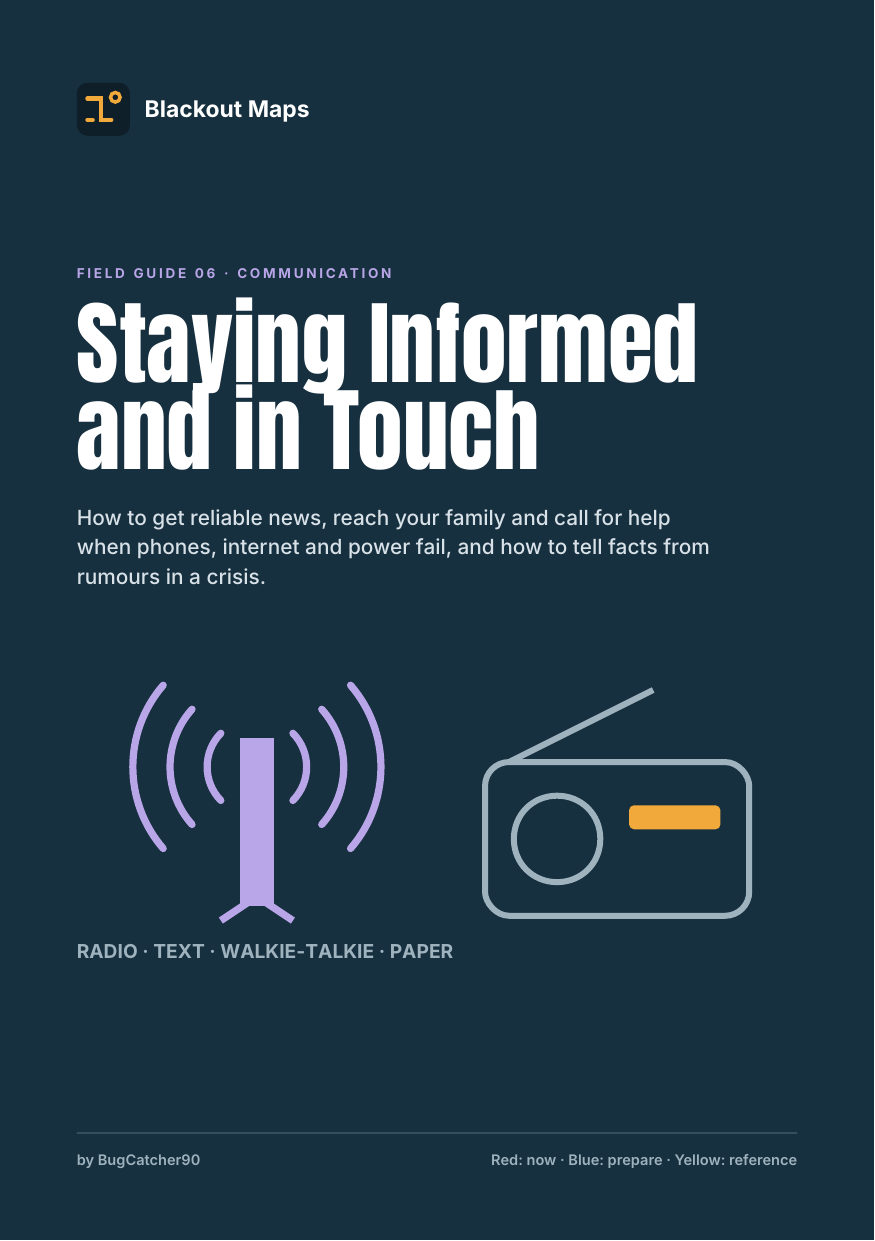 Blackout Maps
FIELD GUIDE 06 · COMMUNICATION
Staying Informed
and in Touch
How to get reliable news, reach your family and call for help
when phones, internet and power fail, and how to tell facts from
rumours in a crisis.
RADIO · TEXT · WALKIE-TALKIE · PAPER
by BugCatcher90
Red: now · Blue: prepare · Yellow: reference